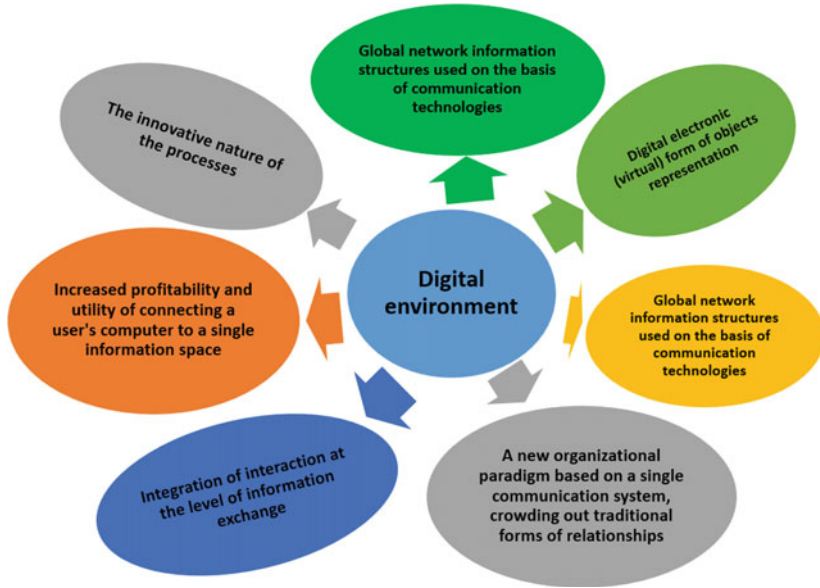 Global network information
structures used on the basis
of communication
technologies
The innovative nature of
the processes
Digital electronic
(virtual) form of objects
representation
Digital
environment
Increased profitability and
utility of connecting a
user's computer to a single
information space
Global network
information structures
used on the basis of
communication
technologies
Integration of interaction at
the level of information
exchange
A new organizational
paradigm based on a single
communication system,
crowding out traditional
forms of relationships